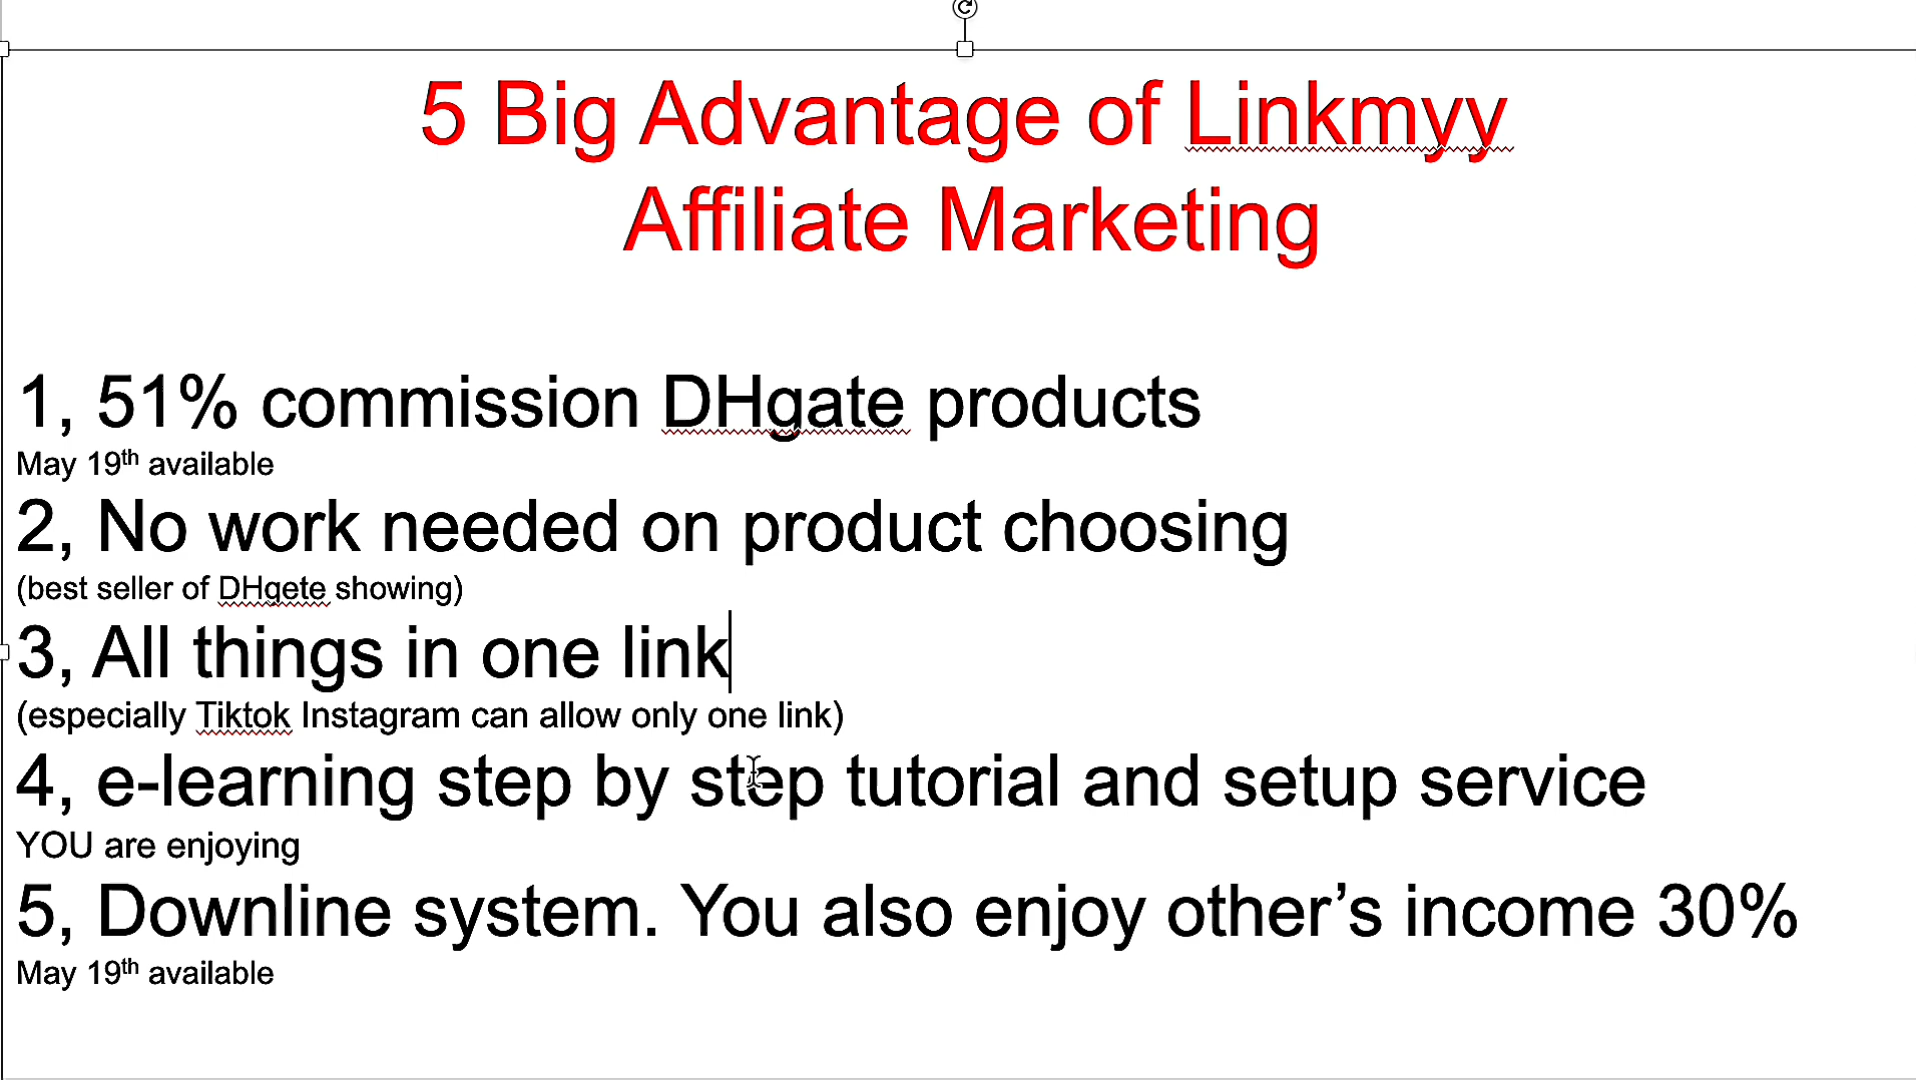 5 Big Advantage of Linkmyy
Affiliate Marketing
1, 51% commission DHgate products
May 19th available
2, No work needed on product choosing
(best seller of DHgete showing)
3, All things in one link
(especially Tiktok Instagram can allow only one link)
4, e-learning step by step tutorial and setup service
YOU are enjoying
5, Downline system. You also enjoy other’s income 30%
May 19th available